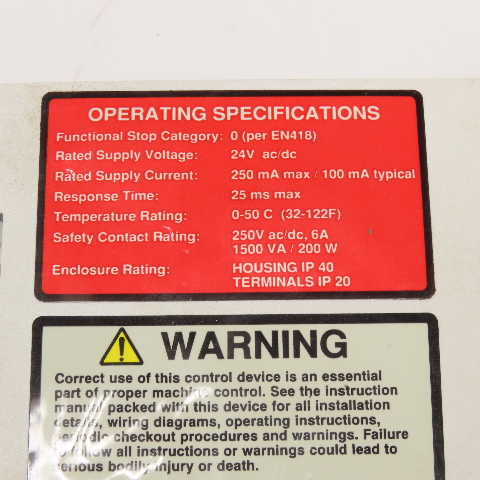 OPERATING SPECIFICATIONS
Functional Stop Category: 0 (per EN418)
Rated Supply Voltage: 24V ac/dc
Rated Supply Current: 250 mA max / 100 mA typical
Response Time: 25 ms max
Temperature Rating: 0-50 C (32-122F)
Safety Contact Rating: 250V ac/dc, 6A
1500 VA / 200 W
Enclosure Rating: HOUSING IP 40
TERMINALS IP 20
WARNING
Correct use of this control device is an essential
part of proper machine control. See the instruction
manual packed with this device for all installation
details, wiring diagrams, operating instructions,
periodic checkout procedures and warnings. Failure
to follow all instructions or warnings could lead to
serious bodily injury or death.